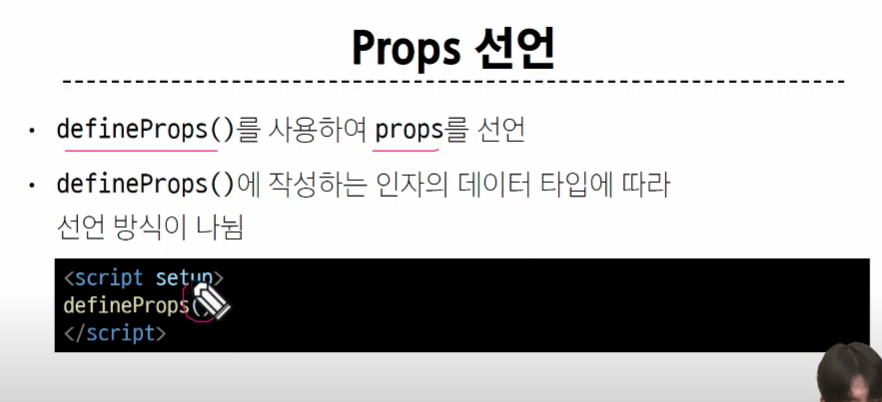 Props 선언
• defineProps()를 사용하여 props를 선언
• defineProps()에 작성하는 인자의 데이터 타입에 따라
선언 방식이 나뉨
<script setup>
defineProps()
</script>